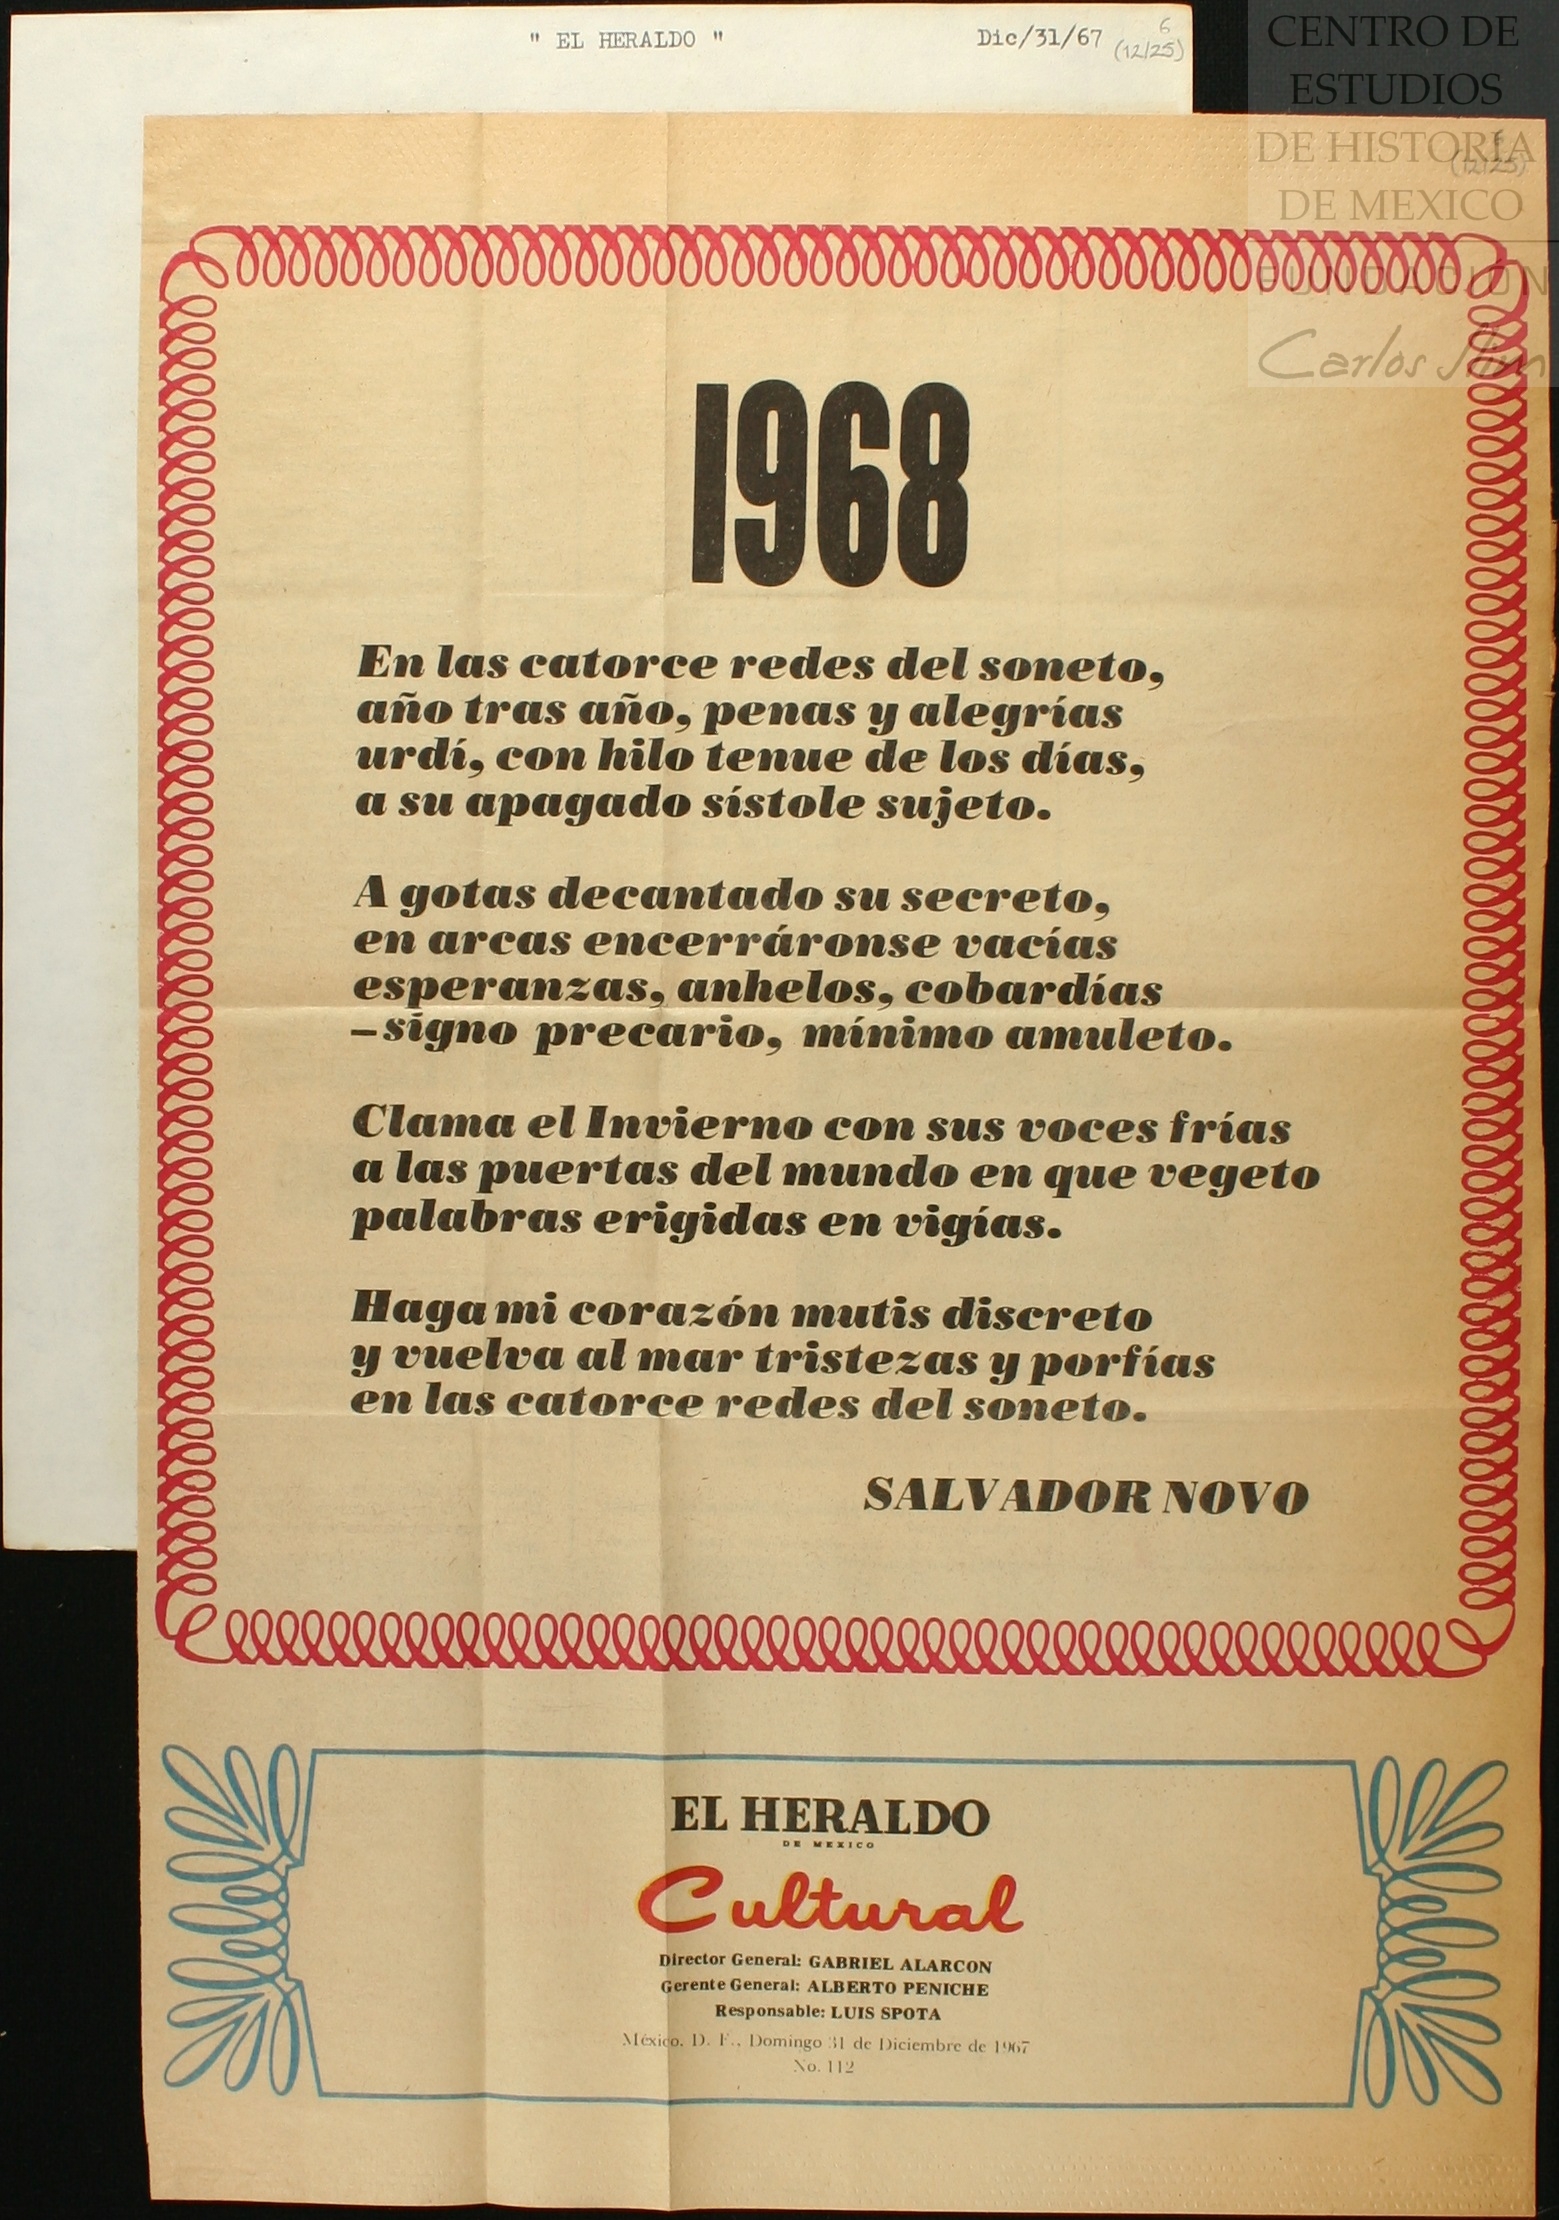 " EL HERALDO "
Dic/31/67
6
(12/25)
CENTRO DE
ESTUDIOS
DE HISTORIA
DE MEXICO
FUNDACION
Carlos Slim
6
(12/25)
1968
En las catorce redes del soneto,
año tras año, penas y alegrías
urdí, con hilo tenue de los días,
a su apagado sístole sujeto.
A gotas decantado su secreto,
en arcas encerráronse vacías
esperanzas, anhelos, cobardías
—signo precario, mínimo amuleto.
Clama el Invierno con sus voces frías
a las puertas del mundo en que vegeto
palabras erigidas en vigías.
Haga mi corazón mutis discreto
y vuelva al mar tristezas y porfías
en las catorce redes del soneto.
SALVADOR NOVO
EL HERALDO
DE MEXICO
Cultural
Director General: GABRIEL ALARCON
Gerente General: ALBERTO PENICHE
Responsable: LUIS SPOTA
México, D. F., Domingo 31 de Diciembre de 1967
No. 112